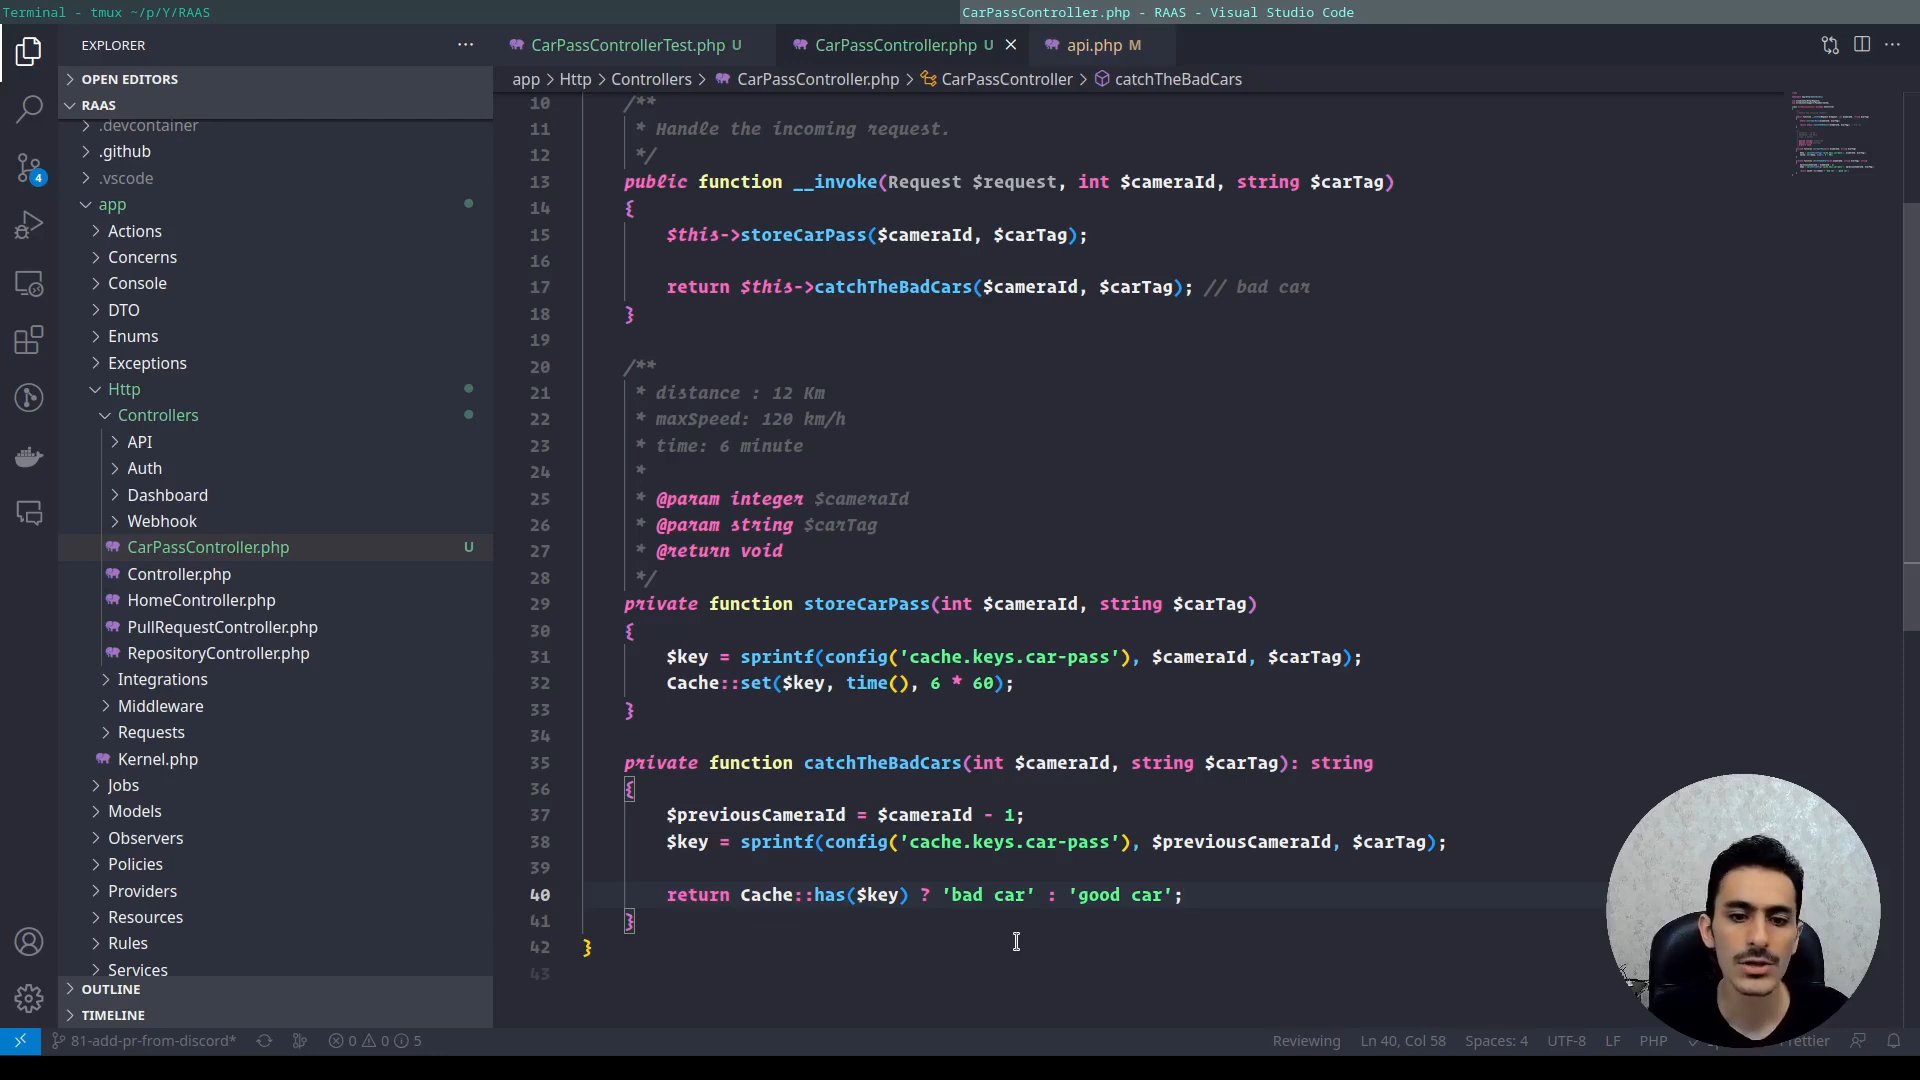 Terminal - tmux ~/p/Y/RAAS
CarPassController.php - RAAS - Visual Studio Code
EXPLORER
CarPassControllerTest.php U
CarPassController.php U
api.php M
OPEN EDITORS
RAAS
app > Http > Controllers > CarPassController.php > CarPassController > catchTheBadCars
.devcontainer
.github
.vscode
app
Actions
Concerns
Console
DTO
Enums
Exceptions
Http
Controllers
API
Auth
Dashboard
Webhook
CarPassController.php U
Controller.php
HomeController.php
PullRequestController.php
RepositoryController.php
Integrations
Middleware
Requests
Kernel.php
Jobs
Models
Observers
Policies
Providers
Resources
Rules
Services
OUTLINE
TIMELINE
4
10 /**
11 * Handle the incoming request.
12 */
13 public function __invoke(Request $request, int $cameraId, string $carTag)
14 {
15 $this->storeCarPass($cameraId, $carTag);
16
17 return $this->catchTheBadCars($cameraId, $carTag); // bad car
18 }
19
20 /**
21 * distance : 12 Km
22 * maxSpeed: 120 km/h
23 * time: 6 minute
24 *
25 * @param integer $cameraId
26 * @param string $carTag
27 * @return void
28 */
29 private function storeCarPass(int $cameraId, string $carTag)
30 {
31 $key = sprintf(config('cache.keys.car-pass'), $cameraId, $carTag);
32 Cache::set($key, time(), 6 * 60);
33 }
34
35 private function catchTheBadCars(int $cameraId, string $carTag): string
36 {
37 $previousCameraId = $cameraId - 1;
38 $key = sprintf(config('cache.keys.car-pass'), $previousCameraId, $carTag);
39
40 return Cache::has($key) ? 'bad car' : 'good car';
41 }
42 }
43
81-add-pr-from-discord*
0 0 5
Reviewing
Ln 40, Col 58
Spaces: 4
UTF-8
LF
PHP